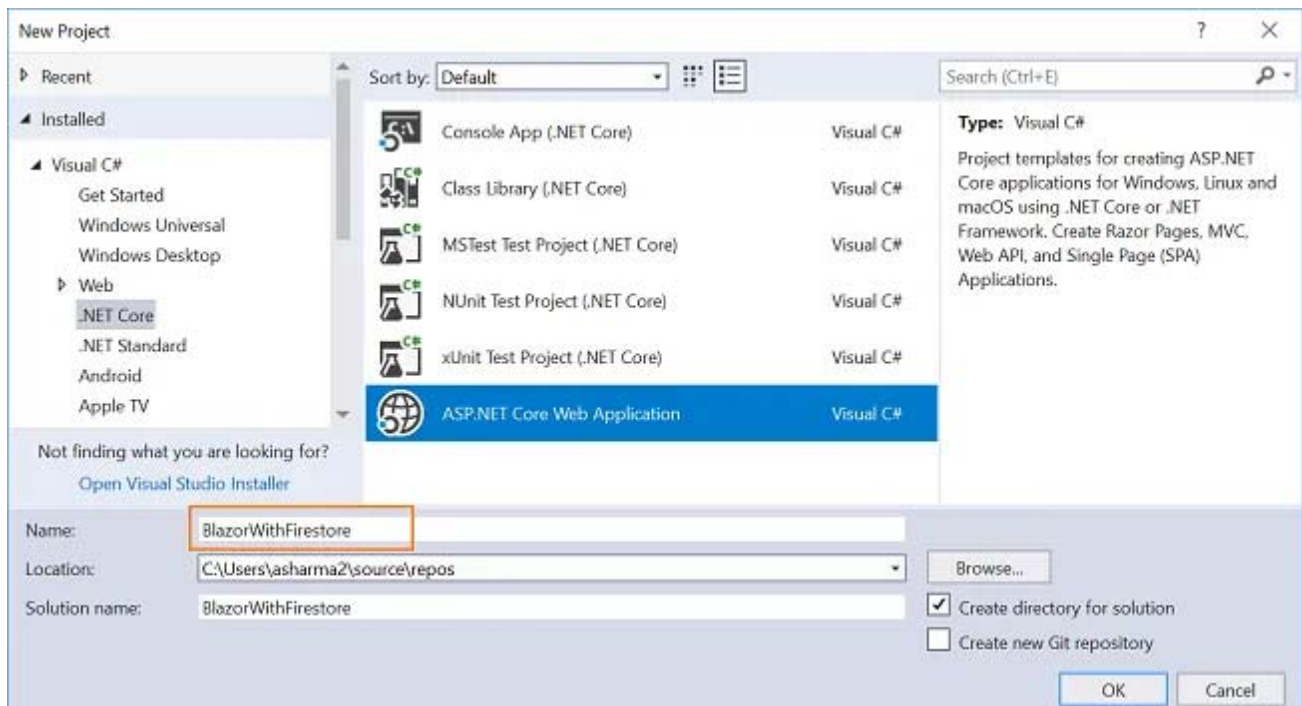 New Project
?
Recent
Installed
Visual C#
Get Started
Windows Universal
Windows Desktop
Web
.NET Core
.NET Standard
Android
Apple TV
Not finding what you are looking for?
Open Visual Studio Installer
Sort by: Default
Console App (.NET Core) Visual C#
Class Library (.NET Core) Visual C#
MSTest Test Project (.NET Core) Visual C#
NUnit Test Project (.NET Core) Visual C#
xUnit Test Project (.NET Core) Visual C#
ASP.NET Core Web Application Visual C#
Search (Ctrl+E)
Type: Visual C#
Project templates for creating ASP.NET
Core applications for Windows, Linux and
macOS using .NET Core or .NET
Framework. Create Razor Pages, MVC,
Web API, and Single Page (SPA)
Applications.
Name: BlazorWithFirestore
Location: C:\Users\asharma2\source\repos
Browse...
Solution name: BlazorWithFirestore
Create directory for solution
Create new Git repository
OK Cancel